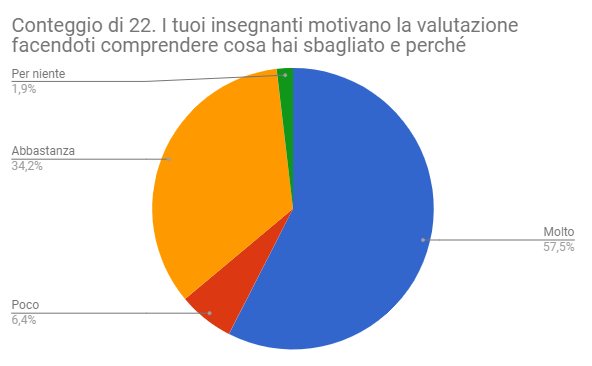 Conteggio di 22. I tuoi insegnanti motivano la valutazione
facendoti comprendere cosa hai sbagliato e perché
Per niente
1,9%
Abbastanza
34,2%
Molto
57,5%
Poco
6,4%